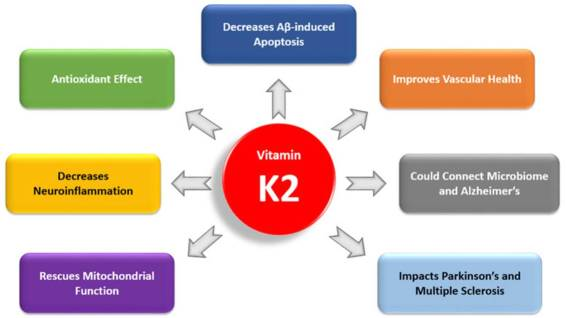 Decreases Aβ-induced
Apoptosis
Antioxidant Effect
Improves Vascular Health
Vitamin
K2
Decreases
Neuroinflammation
Could Connect Microbiome
and Alzheimer's
Rescues Mitochondrial
Function
Impacts Parkinson's and
Multiple Sclerosis